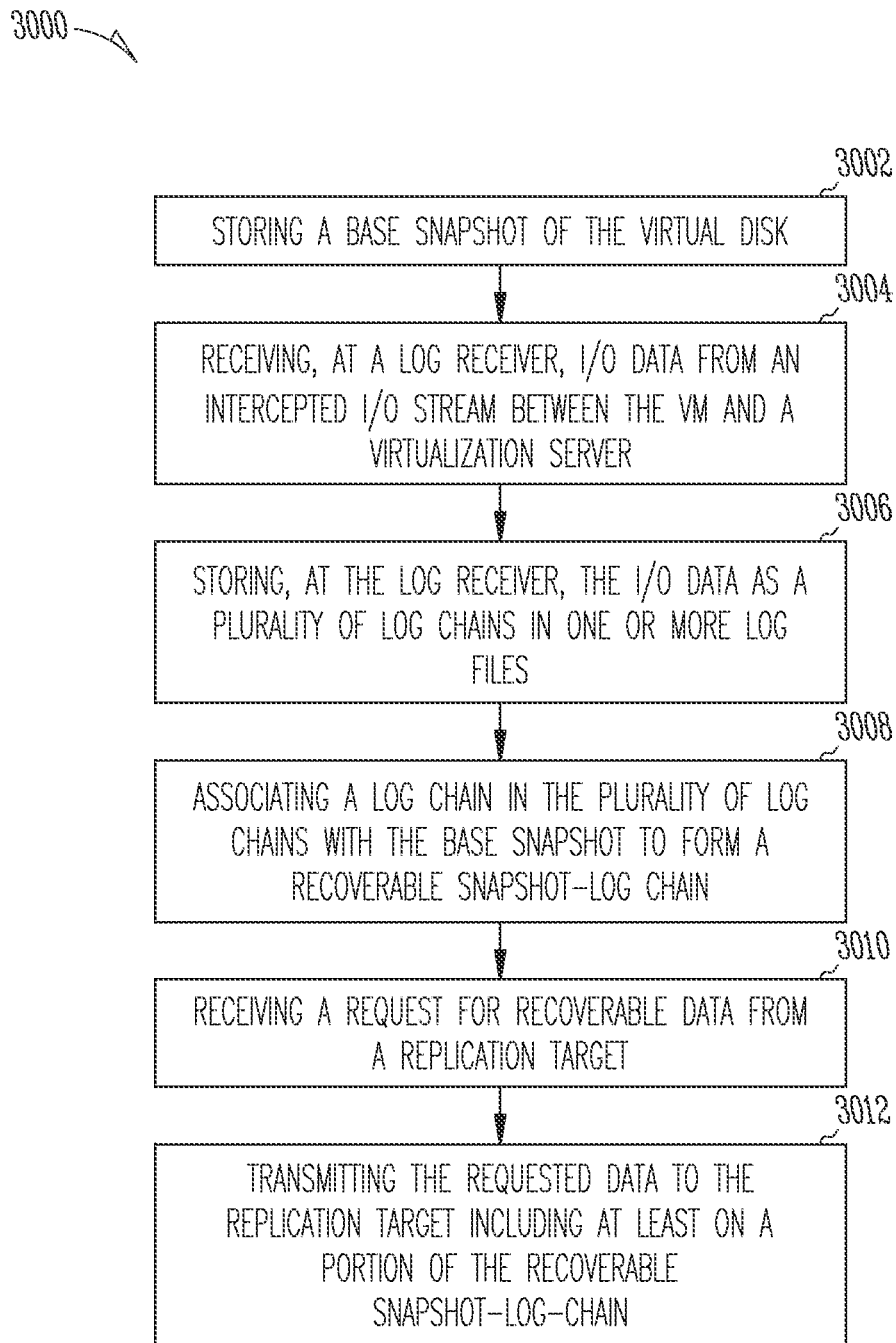 3000
3002
STORING A BASE SNAPSHOT OF THE VIRTUAL DISK
3004
RECEIVING, AT A LOG RECEIVER, I/O DATA FROM AN
INTERCEPTED I/O STREAM BETWEEN THE VM AND A
VIRTUALIZATION SERVER
3006
STORING, AT THE LOG RECEIVER, THE I/O DATA AS A
PLURALITY OF LOG CHAINS IN ONE OR MORE LOG
FILES
3008
ASSOCIATING A LOG CHAIN IN THE PLURALITY OF LOG
CHAINS WITH THE BASE SNAPSHOT TO FORM A
RECOVERABLE SNAPSHOT-LOG CHAIN
3010
RECEIVING A REQUEST FOR RECOVERABLE DATA FROM
A REPLICATION TARGET
3012
TRANSMITTING THE REQUESTED DATA TO THE
REPLICATION TARGET INCLUDING AT LEAST ON A
PORTION OF THE RECOVERABLE
SNAPSHOT-LOG-CHAIN